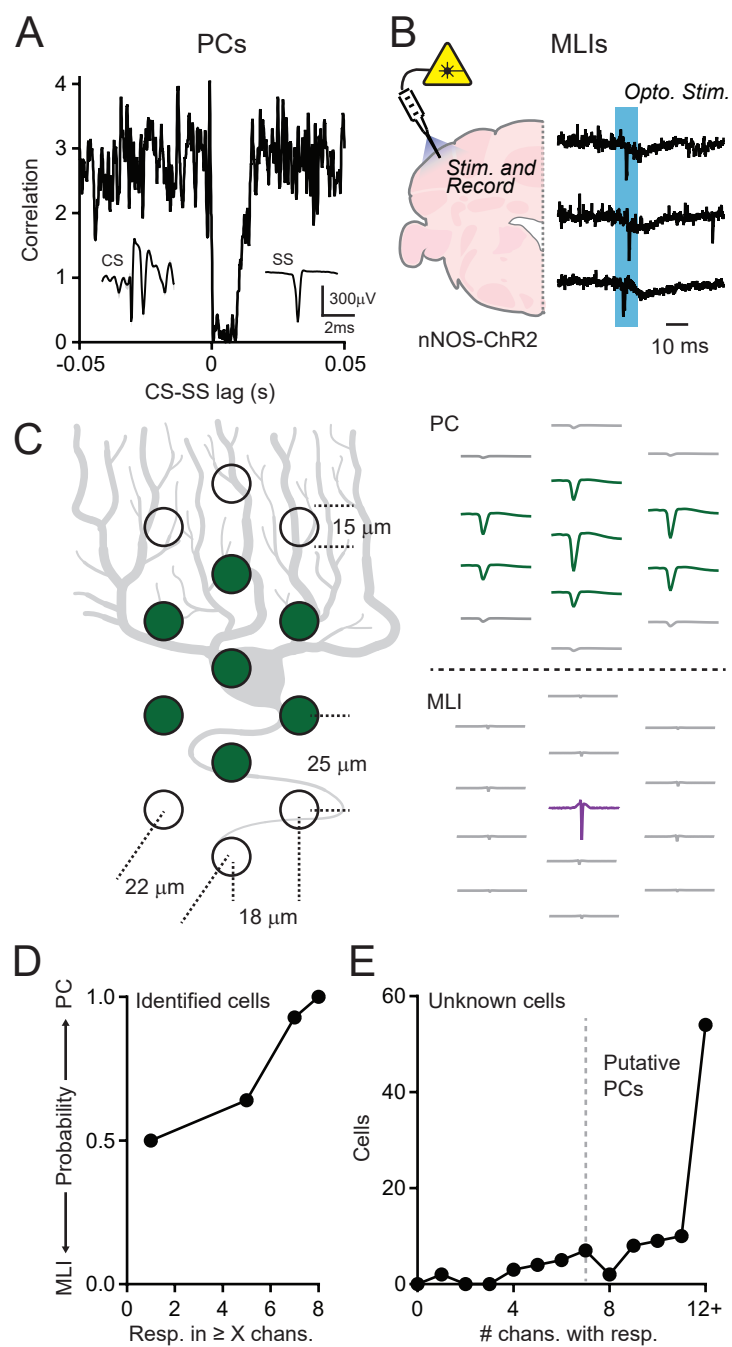 A
PCs
4
3
2
1
0
Correlation
CS
SS
300μV
2ms
-0.05
0
0.05
CS-SS lag (s)
B
MLIs
Opto. Stim.
Stim. and
Record
nNOS-ChR2
10 ms
C
15 μm
25 μm
22 μm
18 μm
PC
MLI
D
Identified cells
1.0
0.5
0.0
MLI
Probability
PC
0
2
4
6
8
Resp. in ≥ X chans.
E
Unknown cells
Putative
PCs
60
40
20
0
Cells
0
4
8
12+
# chans. with resp.